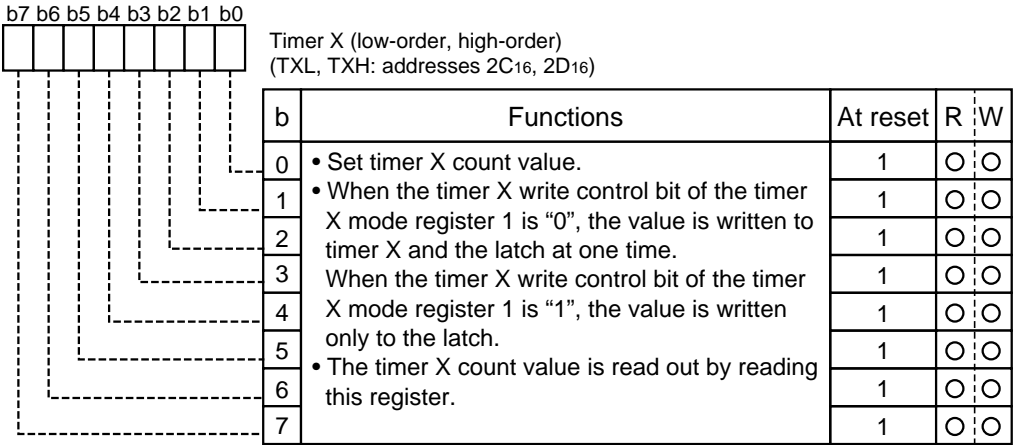 b7 b6 b5 b4 b3 b2 b1 b0
Timer X (low-order, high-order)
(TXL, TXH: addresses 2C16, 2D16)
b Functions At reset R W
0 • Set timer X count value. 1 O O
1 • When the timer X write control bit of the timer 1 O O
X mode register 1 is “0”, the value is written to
2 timer X and the latch at one time. 1 O O
3 When the timer X write control bit of the timer 1 O O
4 X mode register 1 is “1”, the value is written 1 O O
only to the latch.
5 • The timer X count value is read out by reading 1 O O
6 this register. 1 O O
7 1 O O